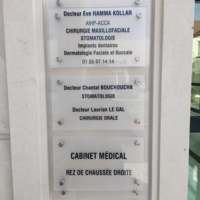 Docteur Eve HAMMA KOLLAR
AIHP-ACCA
CHIRURGIE MAXILLOFACIALE
STOMATOLOGIE
Implants dentaires
Dermatologie Faciale et Buccale
01 55 97 14 14
Docteur Chantal BOUCHOUCHA
STOMATOLOGIE
Docteur Laurian LE GAL
CHIRURGIE ORALE
CABINET MÉDICAL
REZ DE CHAUSSÉE DROITE